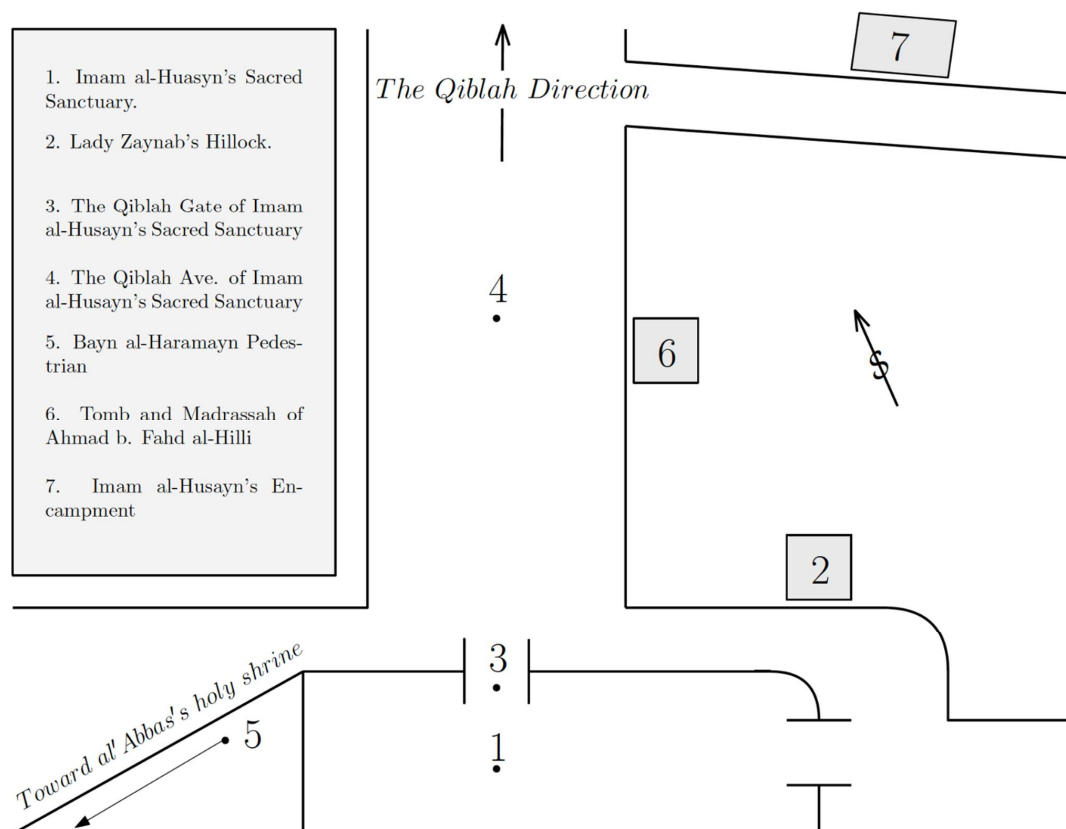 1. Imam al-Huasyn's Sacred
Sanctuary.
2. Lady Zaynab's Hillock.
3. The Qiblah Gate of Imam
al-Husayn's Sacred Sanctuary
4. The Qiblah Ave. of Imam
al-Husayn's Sacred Sanctuary
5. Bayn al-Haramayn Pedes-
trian
6. Tomb and Madrassah of
Ahmad b. Fahd al-Hilli
7. Imam al-Husayn's En-
campment
The Qiblah Direction
7
4
6
S
2
3
Toward al'Abbas's holy shrine
5
1